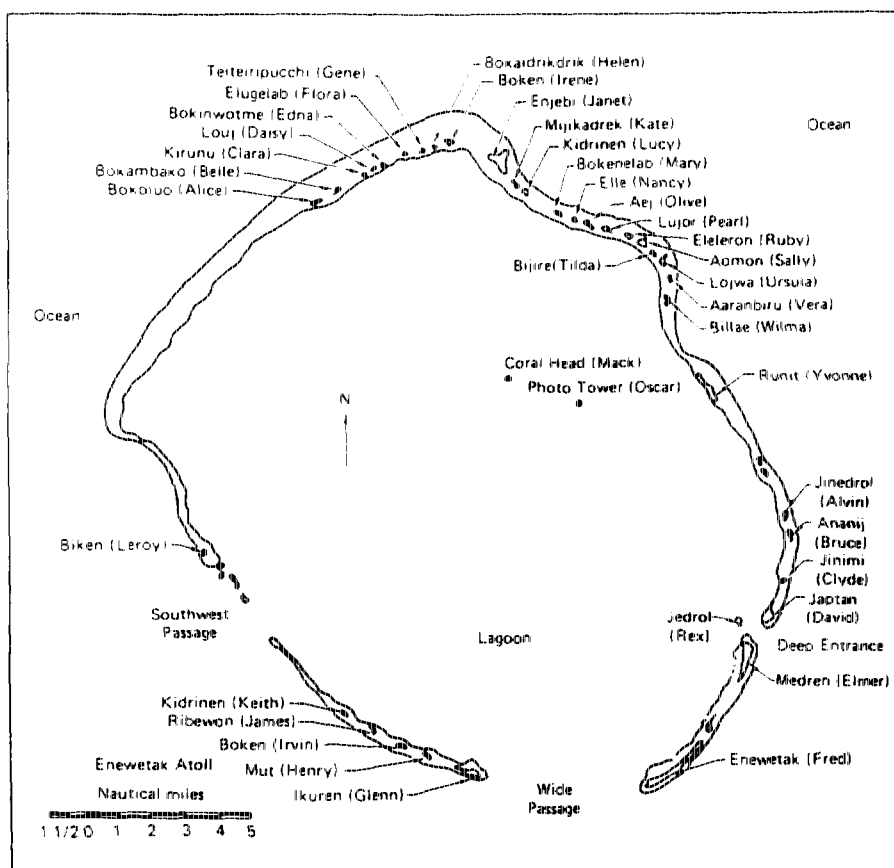 Bokaidrikdrik (Helen)
Teiteiripucchi (Gene)
Boken (Irene)
Elugelab (Flora)
Enjebi (Janet)
Bokinwotme (Edna)
Mijikadrek (Kate)
Ocean
Louj (Daisy)
Kidrinen (Lucy)
Kirunu (Clara)
Bokenelab (Mary)
Bokambako (Belle)
Elle (Nancy)
Bokoluo (Alice)
Aej (Olive)
Lujor (Pearl)
Eleleron (Ruby)
Aomon (Sally)
Bijire (Tilda)
Lojwa (Ursula)
Aaranbiru (Vera)
Ocean
Billae (Wilma)
Coral Head (Mack)
Runit (Yvonne)
Photo Tower (Oscar)
N
Jinedrol
(Alvin)
Ananij
(Bruce)
Biken (Leroy)
Jinimi
(Clyde)
Japtan
(David)
Southwest
Passage
Jedrol
(Rex)
Lagoon
Deep Entrance
Medren (Elmer)
Kidrinen (Keith)
Ribewon (James)
Boken (Irvin)
Enewetak Atoll
Mut (Henry)
Enewetak (Fred)
Nautical miles
Ikuren (Glenn)
Wide
Passage
1 1/2 0 1 2 3 4 5